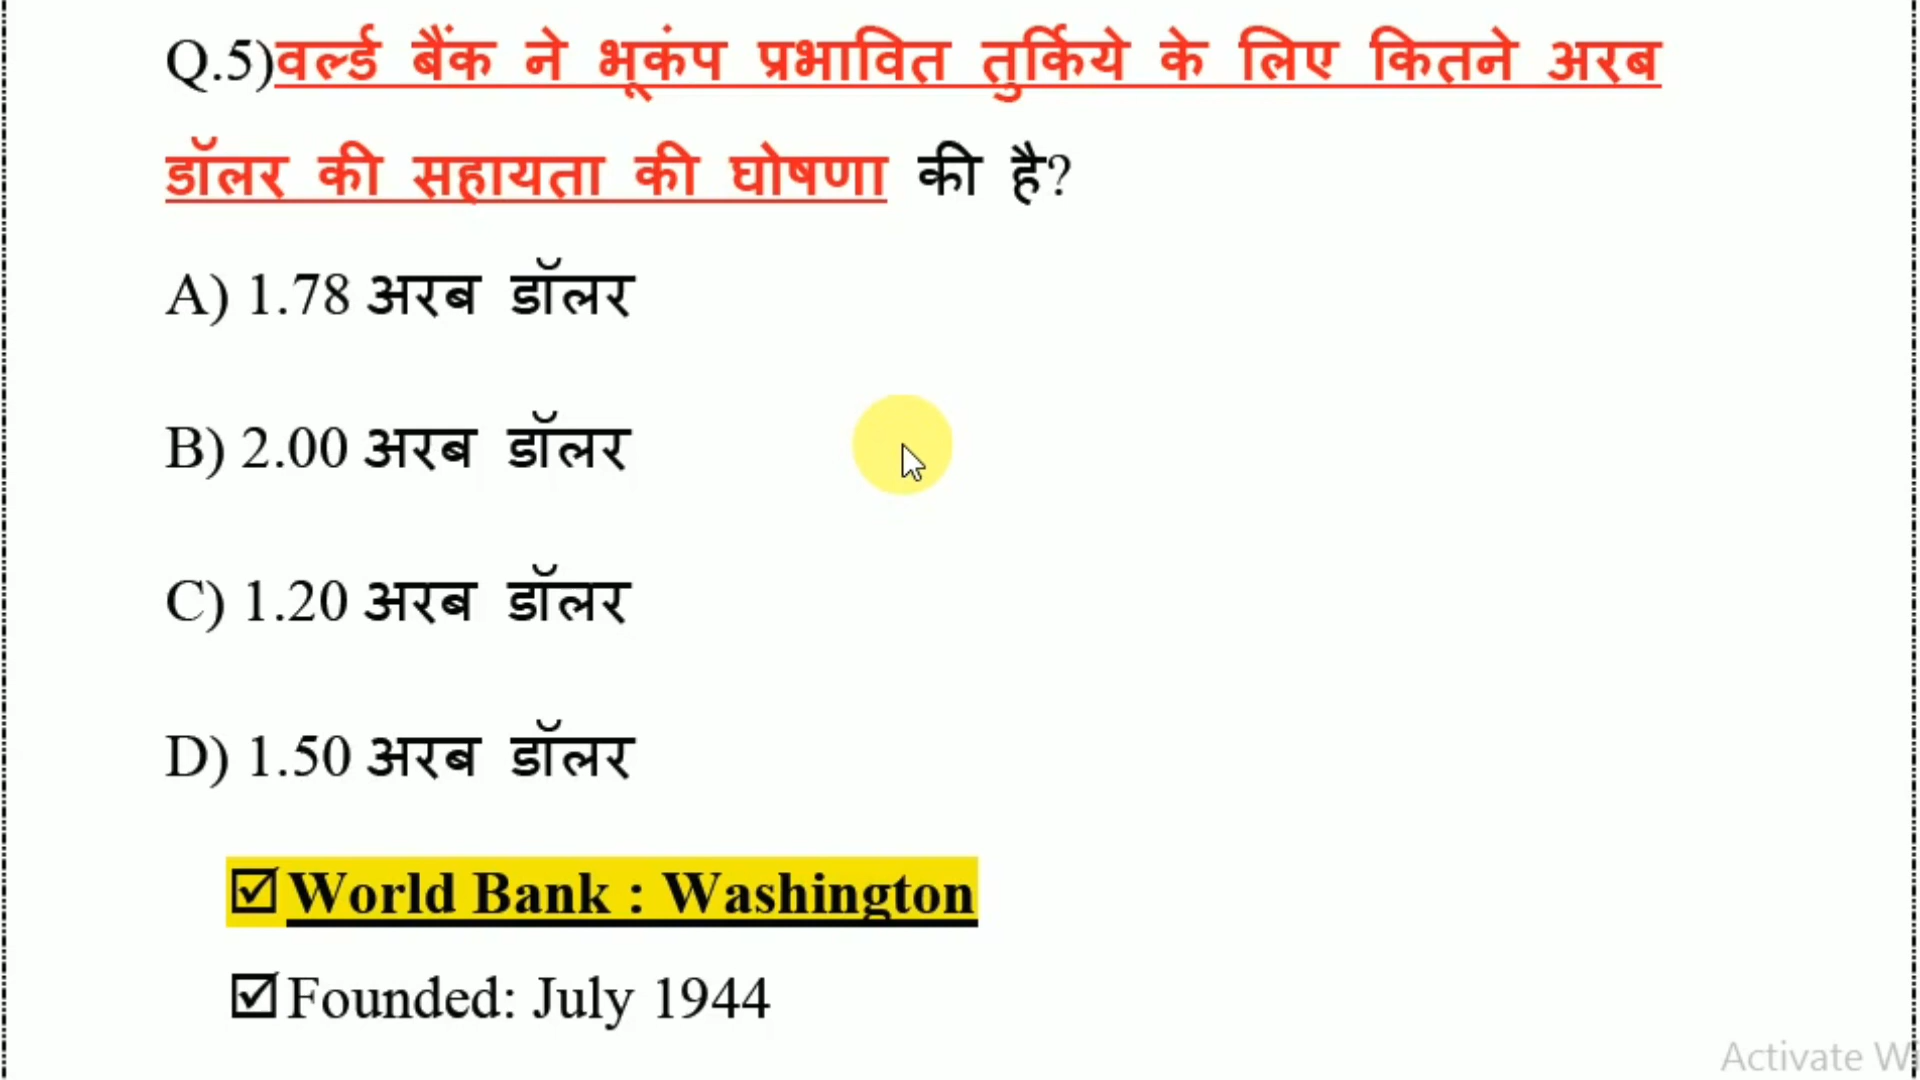 Q.5)वर्ल्ड बैंक ने भूकंप प्रभावित तुर्किये के लिए कितने अरब
डॉलर की सहायता की घोषणा की है?
A) 1.78 अरब डॉलर
B) 2.00 अरब डॉलर
C) 1.20 अरब डॉलर
D) 1.50 अरब डॉलर
☑World Bank : Washington
☑Founded: July 1944
Activate